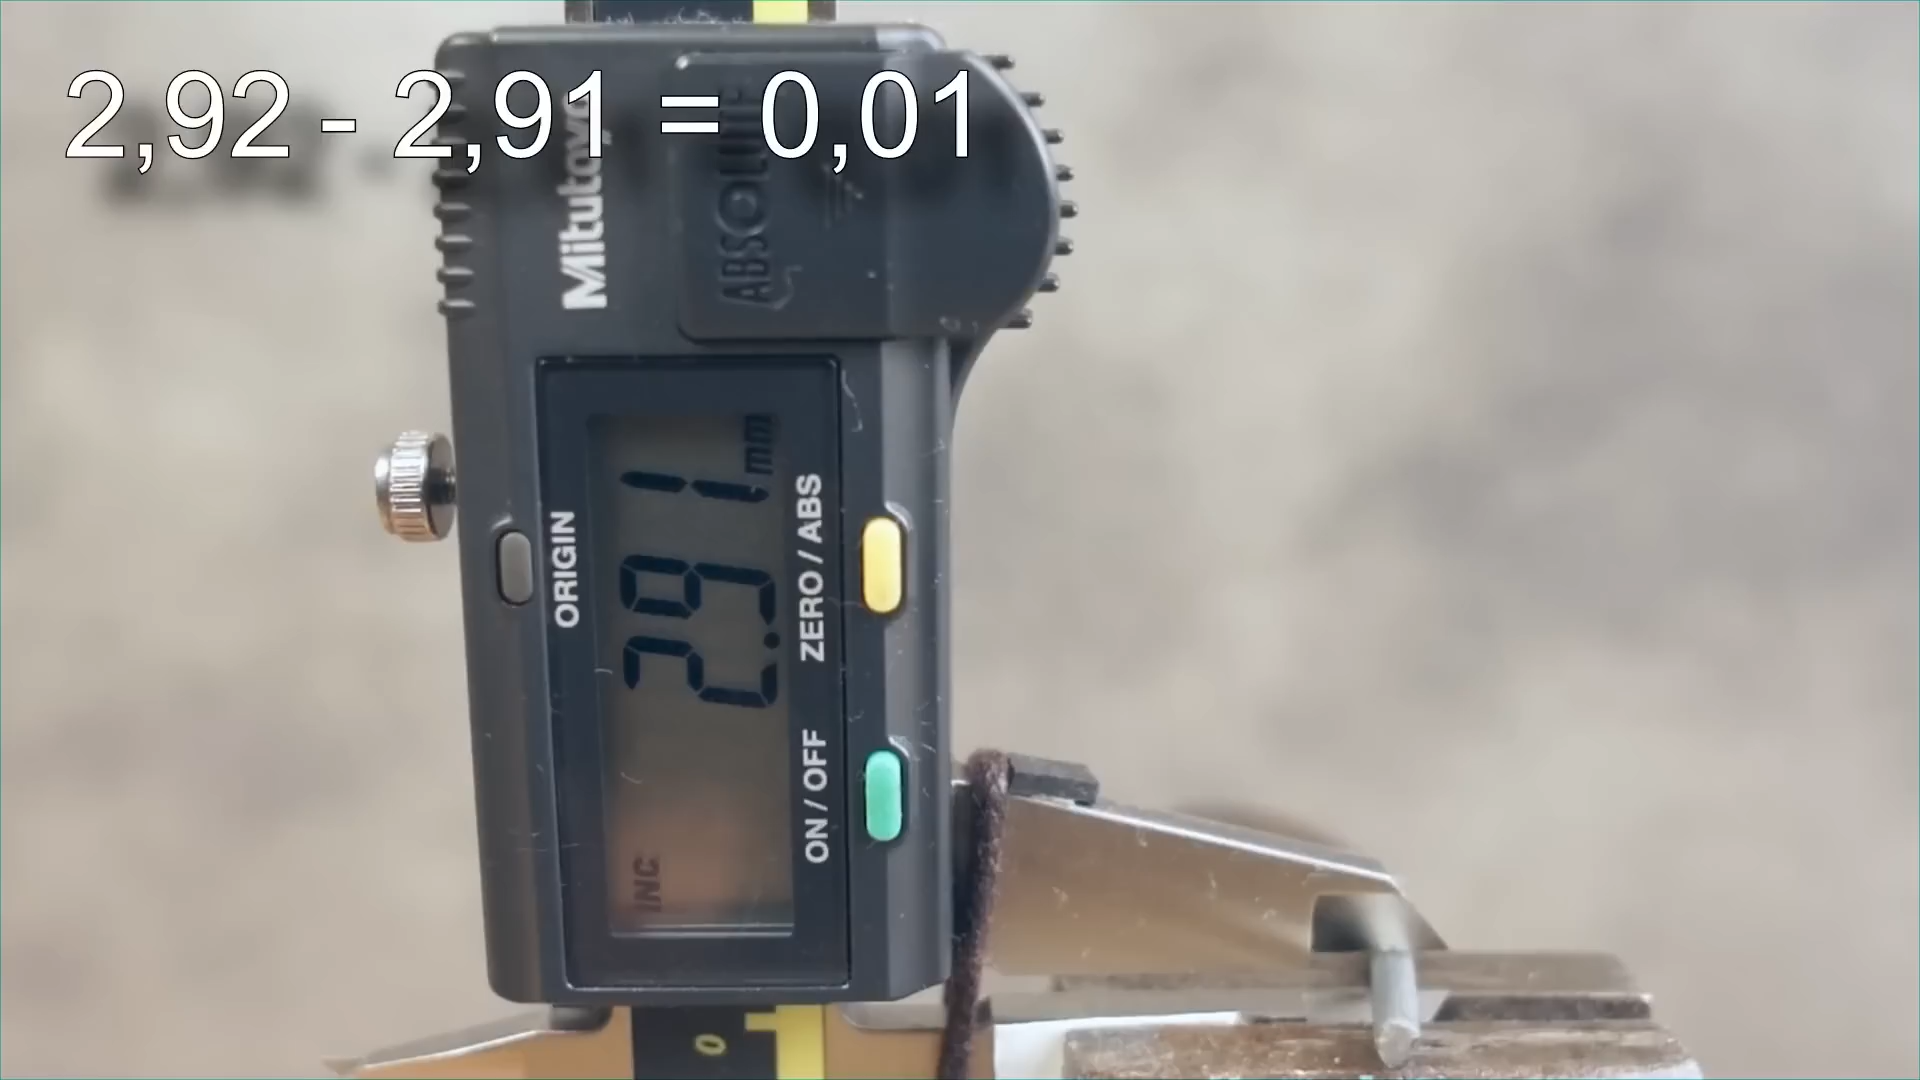 2,92 - 2,91 = 0,01
Mitutoyo
ABSOLUTE
2.91 mm
ORIGIN
ZERO / ABS
ON / OFF
INC
0